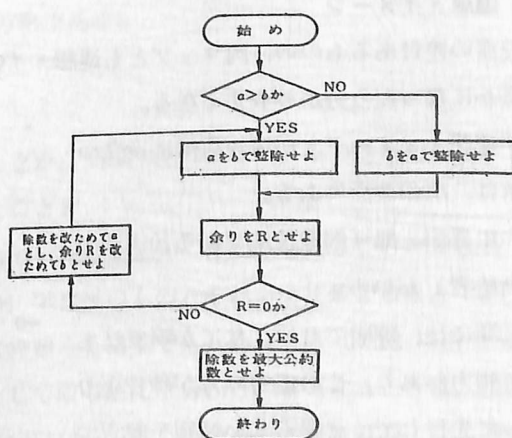 始め
a>bか
NO
YES
aをbで整除せよ
bをaで整除せよ
余りをRとせよ
除数を改ためてa
とし、余りRを改
ためてbとせよ
R=0か
NO
YES
除数を最大公約
数とせよ
終わり